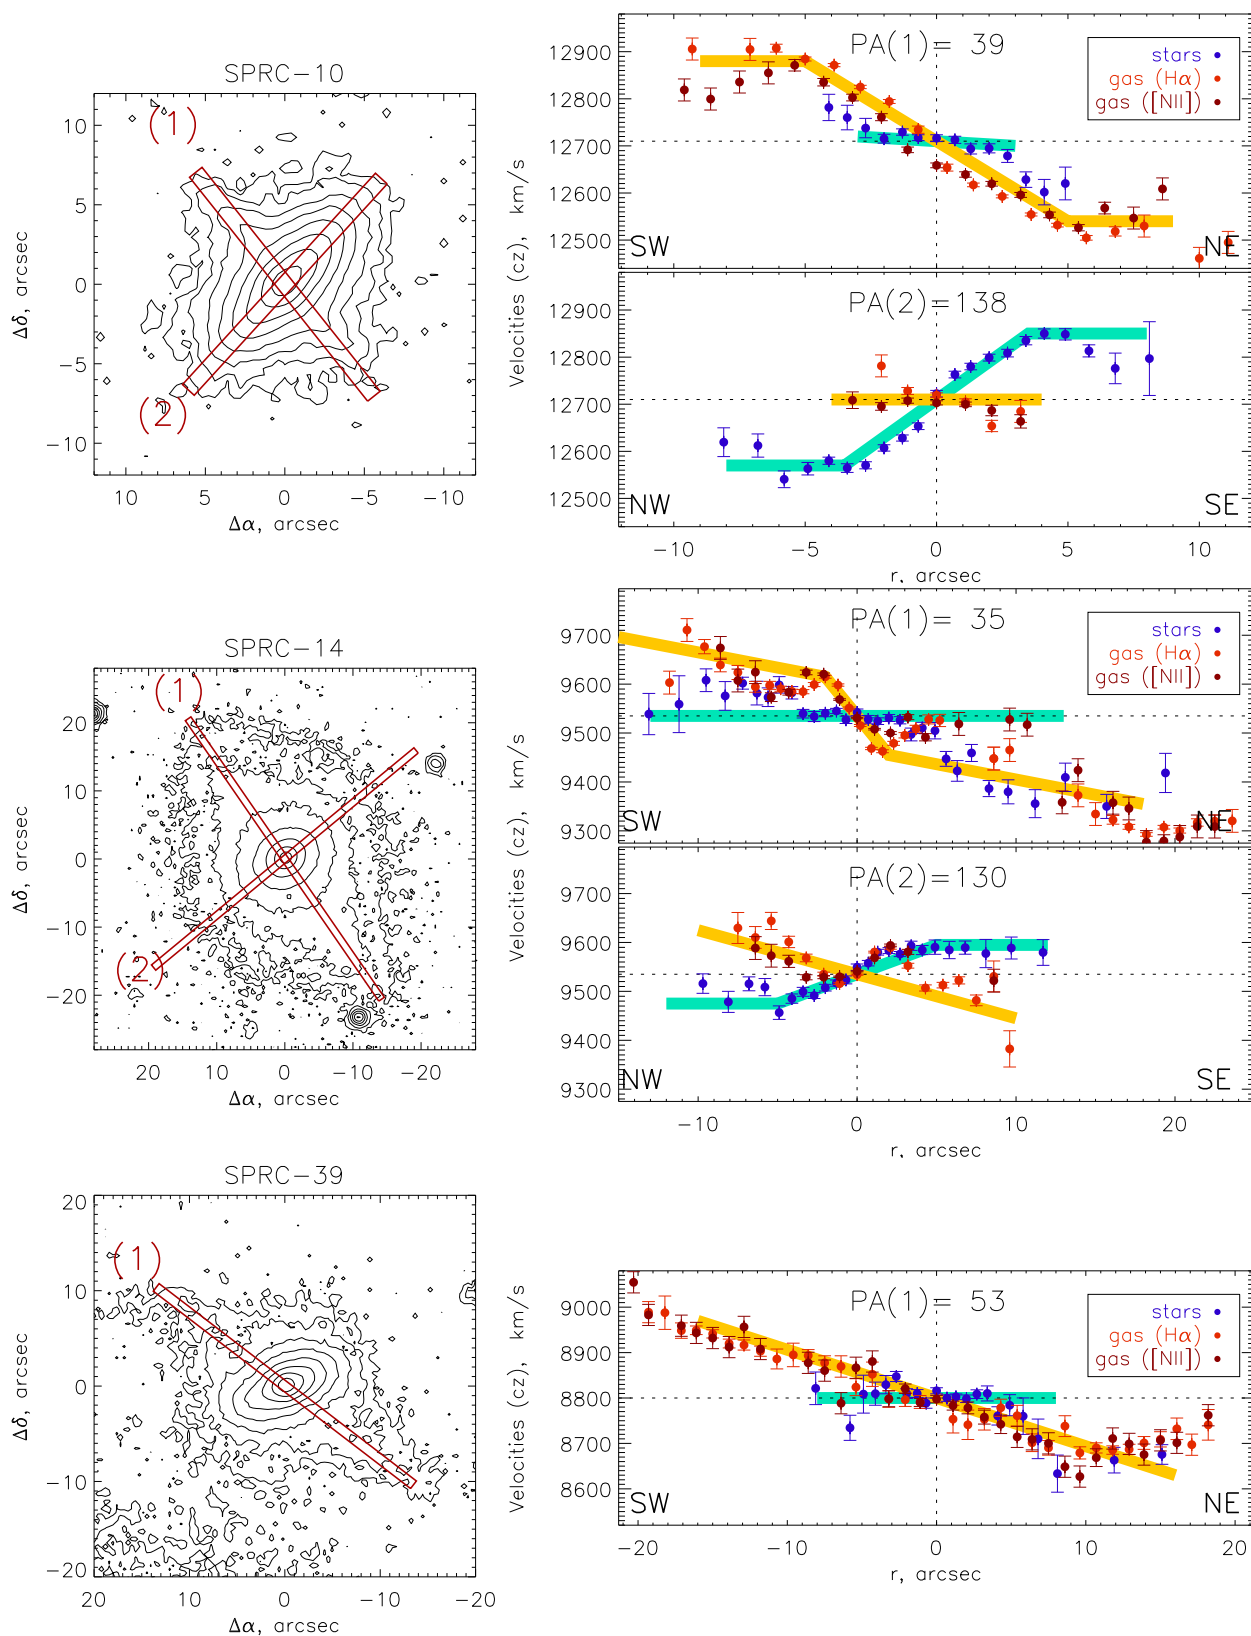 SPRC-10
(1)
(2)
10
5
0
-5
-10
Δδ, arcsec
10 5 0 -5 -10
Δα, arcsec
PA(1)= 39
stars
gas (Hα)
gas ([NII])
12900
12800
12700
12600
12500
SW NE
Velocities (cz), km/s
PA(2)=138
12900
12800
12700
12600
12500
NW SE
-10 -5 0 5 10
r, arcsec
SPRC-14
(1)
(2)
20
10
0
-10
-20
Δδ, arcsec
20 10 0 -10 -20
Δα, arcsec
PA(1)= 35
stars
gas (Hα)
gas ([NII])
9700
9600
9500
9400
9300
SW NE
Velocities (cz), km/s
PA(2)=130
9700
9600
9500
9400
9300
NW SE
-10 0 10 20
r, arcsec
SPRC-39
(1)
20
10
0
-10
-20
Δδ, arcsec
20 10 0 -10 -20
Δα, arcsec
PA(1)= 53
stars
gas (Hα)
gas ([NII])
9000
8900
8800
8700
8600
SW NE
Velocities (cz), km/s
-20 -10 0 10 20
r, arcsec